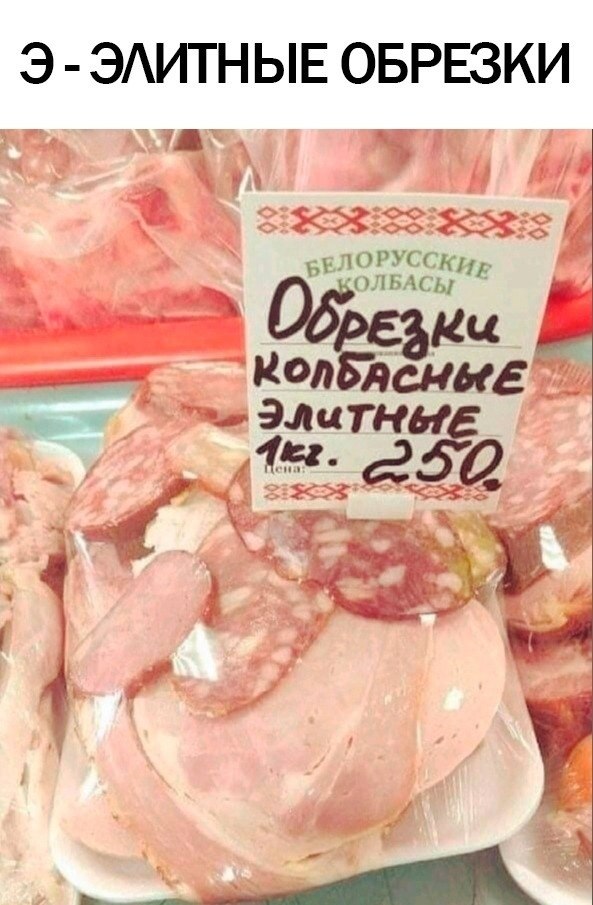 Э - ЭЛИТНЫЕ ОБРЕЗКИ
БЕЛОРУССКИЕ
КОЛБАСЫ
Обрезки
колбасные
элитные
1кг.
Цена: 250.